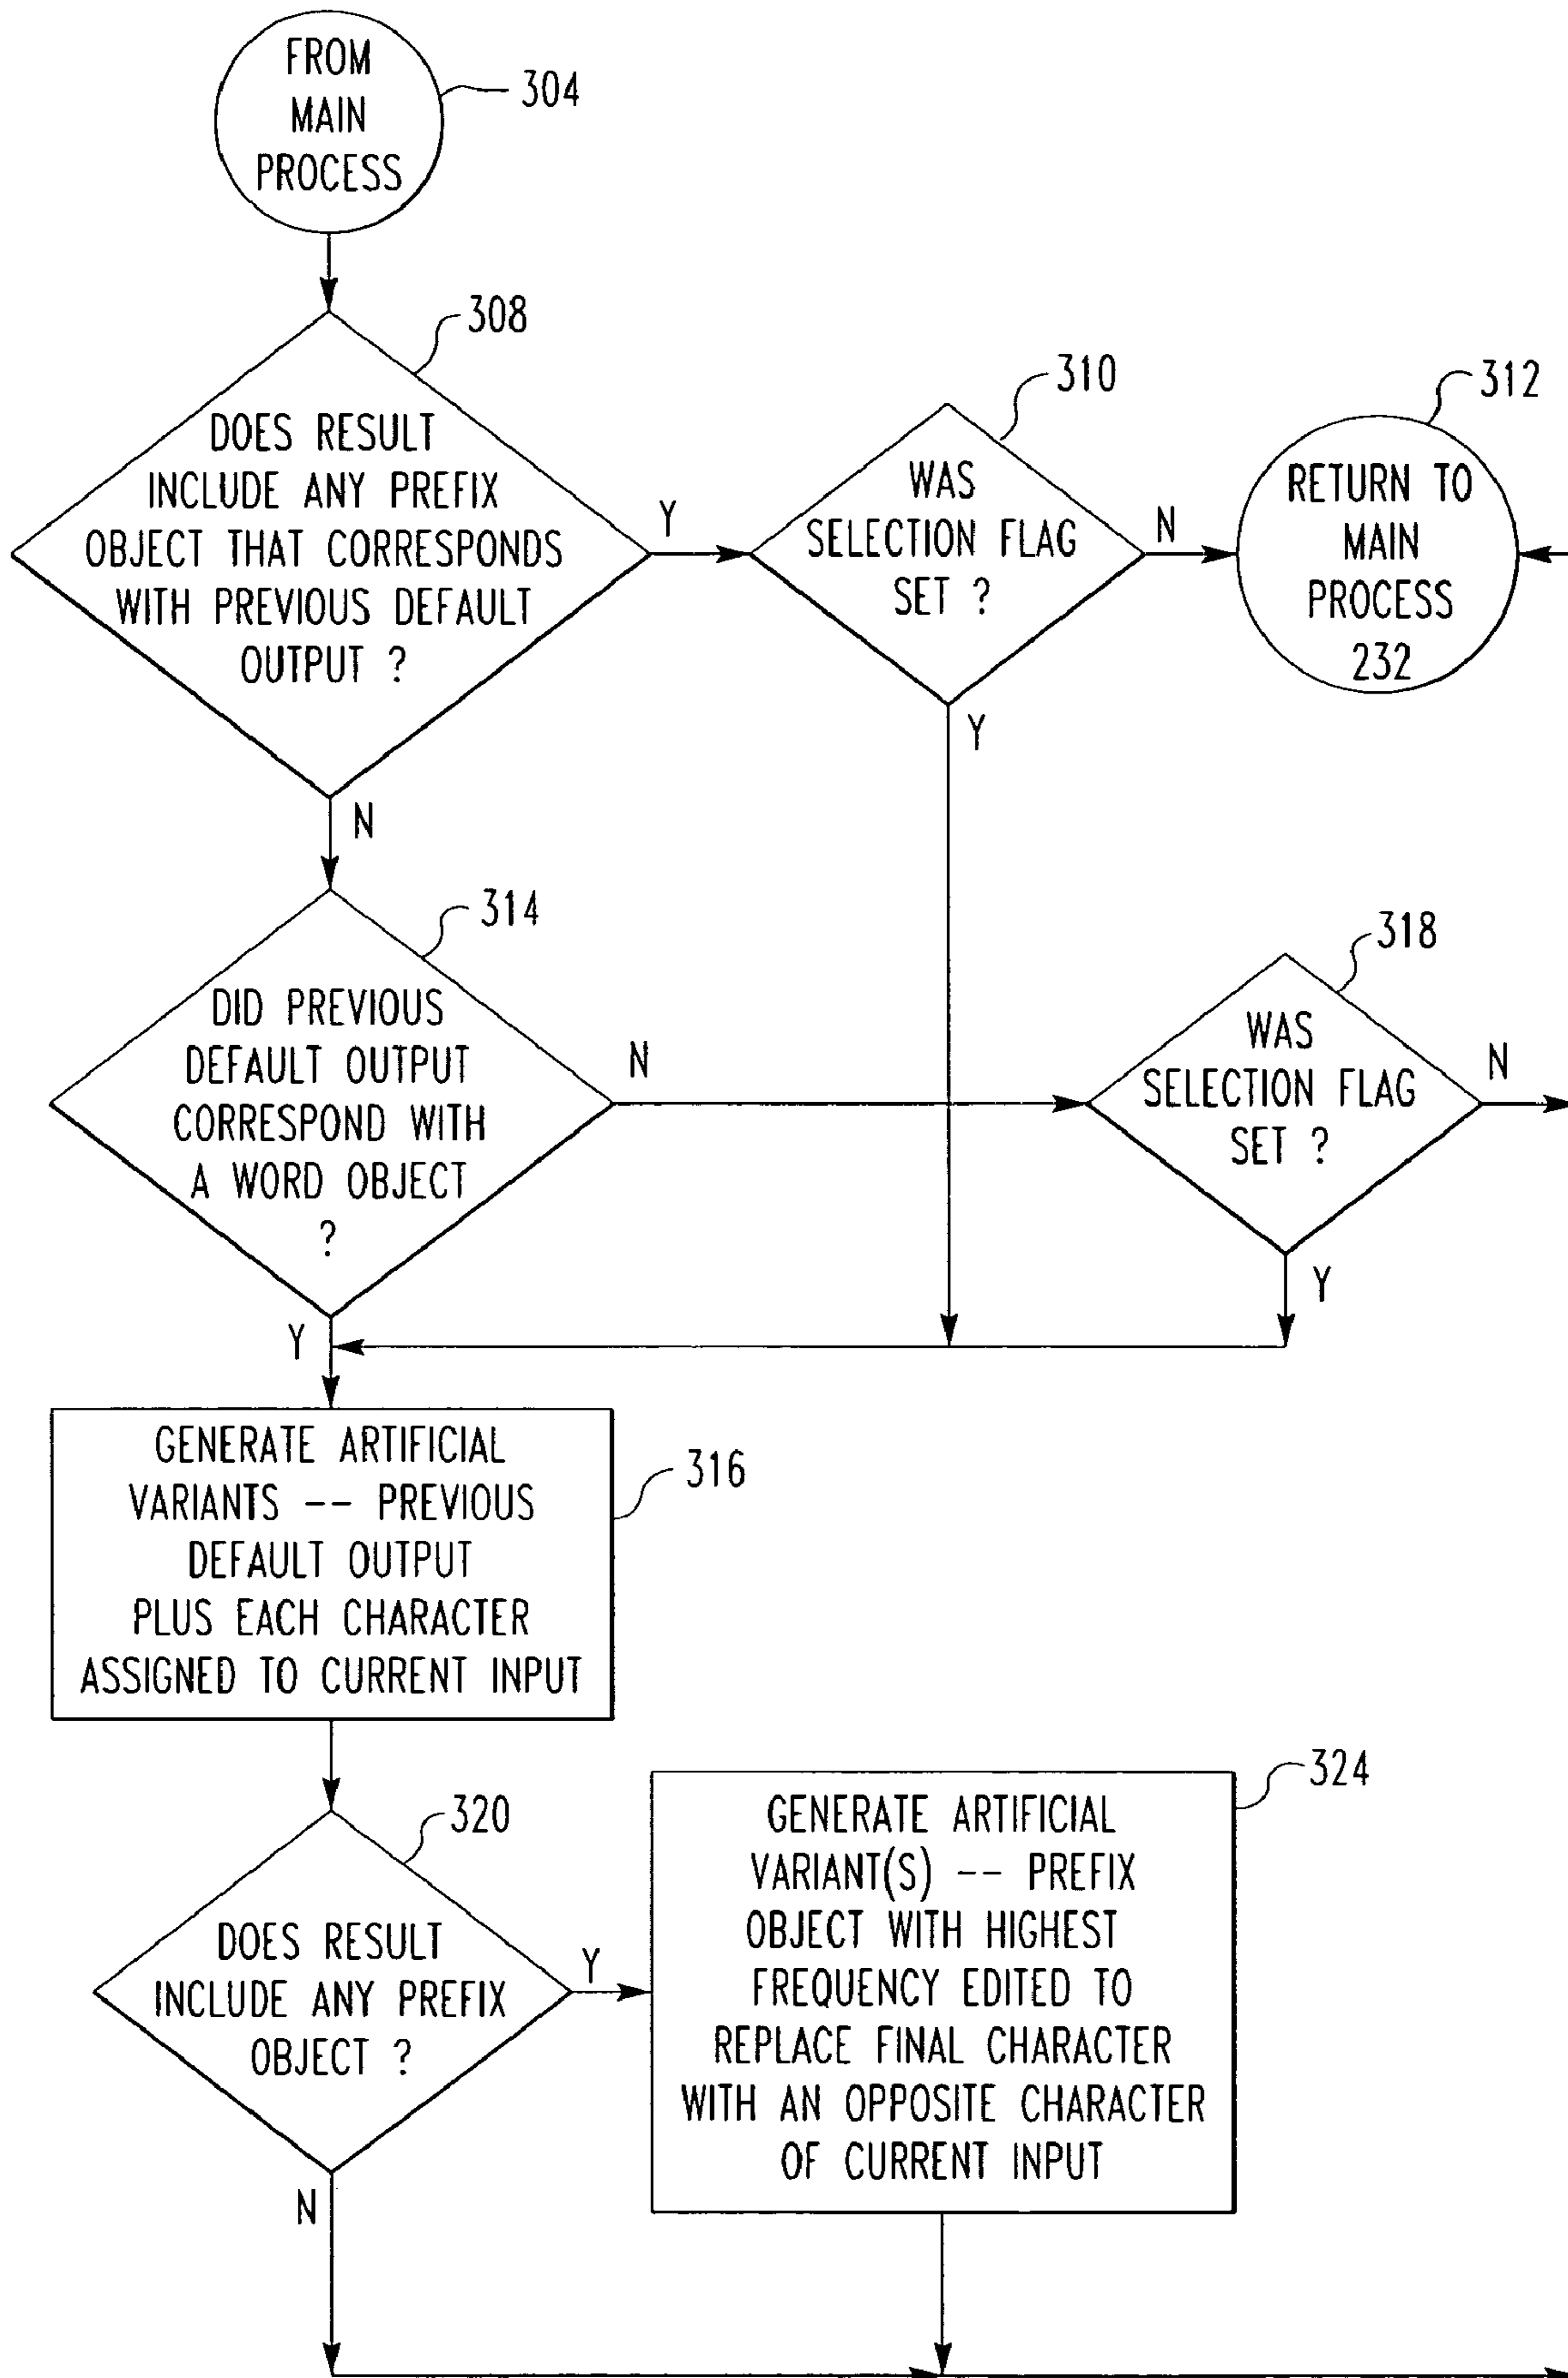 FROM
MAIN
PROCESS
304
308
DOES RESULT
INCLUDE ANY PREFIX
OBJECT THAT CORRESPONDS
WITH PREVIOUS DEFAULT
OUTPUT ?
Y
N
310
WAS
SELECTION FLAG
SET ?
N
Y
312
RETURN TO
MAIN
PROCESS
232
314
DID PREVIOUS
DEFAULT OUTPUT
CORRESPOND WITH
A WORD OBJECT
?
N
Y
318
WAS
SELECTION FLAG
SET ?
N
Y
316
GENERATE ARTIFICIAL
VARIANTS -- PREVIOUS
DEFAULT OUTPUT
PLUS EACH CHARACTER
ASSIGNED TO CURRENT INPUT
320
DOES RESULT
INCLUDE ANY PREFIX
OBJECT ?
Y
N
324
GENERATE ARTIFICIAL
VARIANT(S) -- PREFIX
OBJECT WITH HIGHEST
FREQUENCY EDITED TO
REPLACE FINAL CHARACTER
WITH AN OPPOSITE CHARACTER
OF CURRENT INPUT